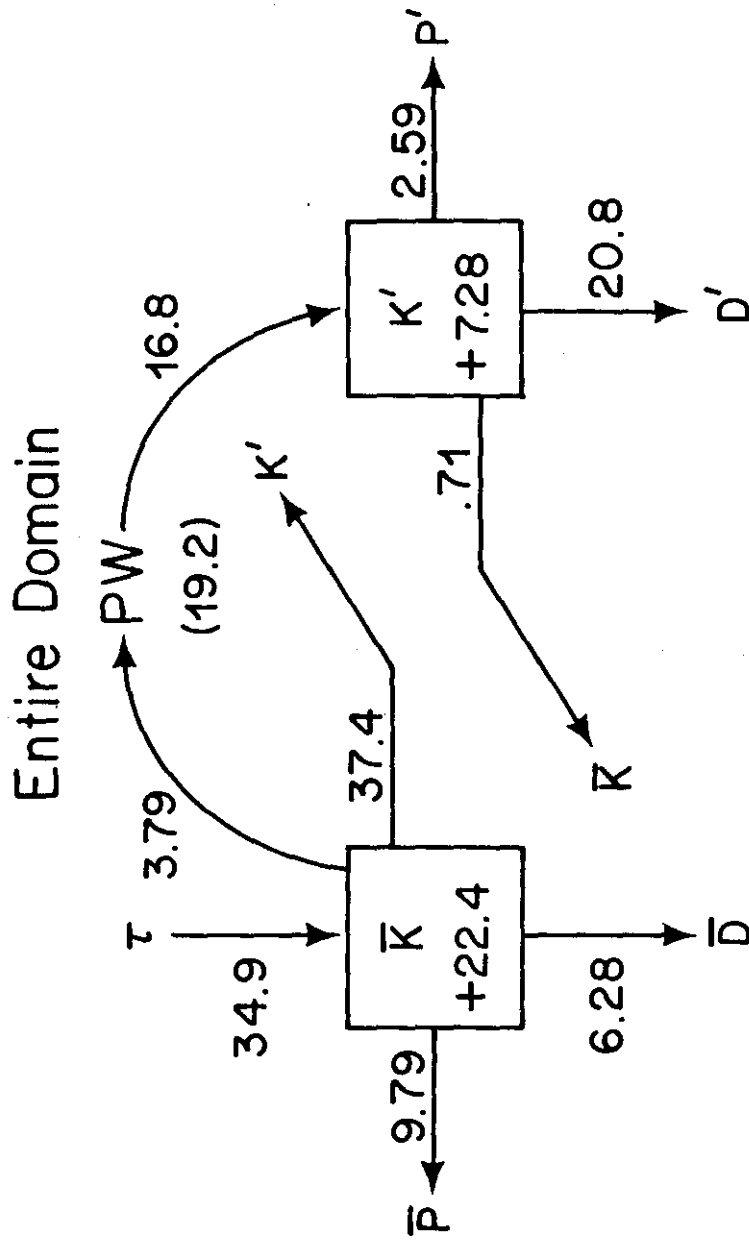 Entire Domain
PW
(19.2)
3.79
16.8
τ
34.9
K̅
+22.4
9.79
P̅
6.28
D̅
37.4
K′
K′
+7.28
2.59
P′
20.8
D′
.71
K̅